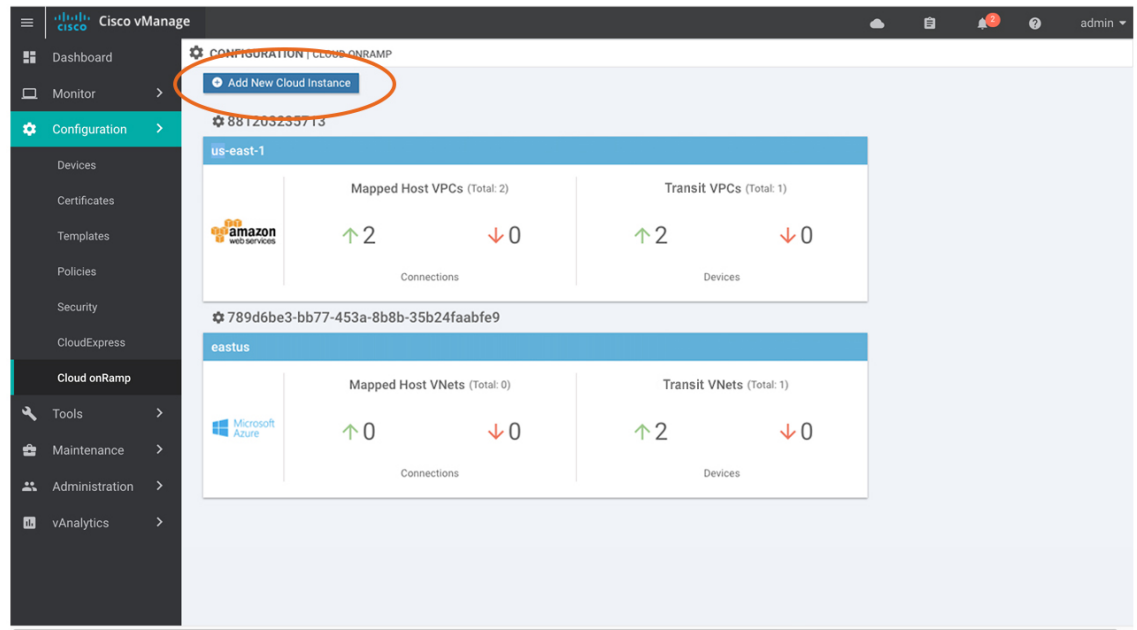 cisco Cisco vManage
2
admin
Dashboard
Monitor
Configuration
Devices
Certificates
Templates
Policies
Security
CloudExpress
Cloud onRamp
Tools
Maintenance
Administration
vAnalytics
CONFIGURATION | CLOUD ONRAMP
Add New Cloud Instance
881203235713
us-east-1
amazon
web services
Mapped Host VPCs (Total: 2)
2 0
Connections
Transit VPCs (Total: 1)
2 0
Devices
789d6be3-bb77-453a-8b8b-35b24faabfe9
eastus
Microsoft
Azure
Mapped Host VNets (Total: 0)
0 0
Connections
Transit VNets (Total: 1)
2 0
Devices